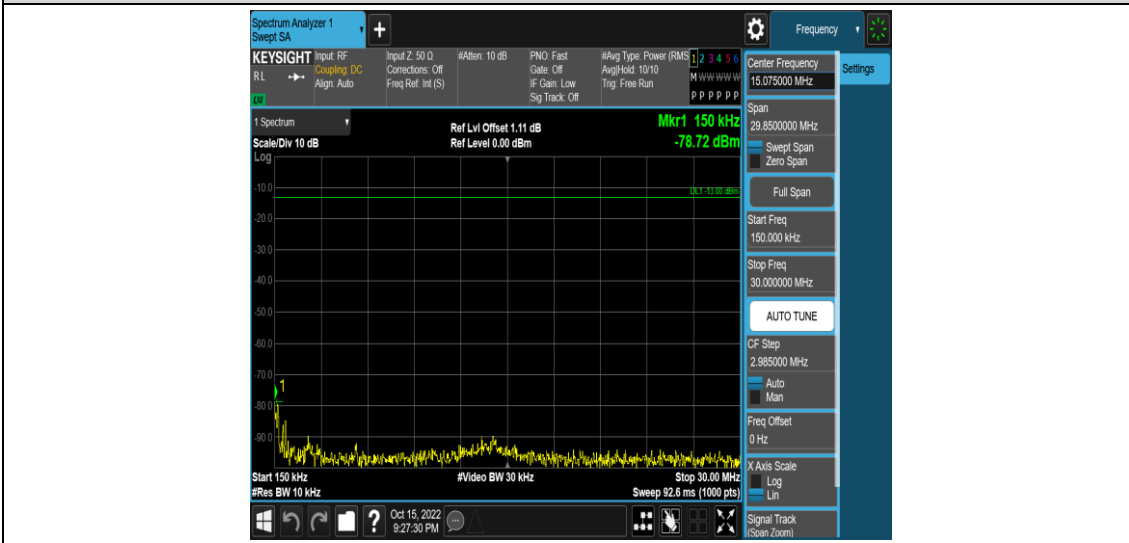 Spectrum Analyzer 1
Swept SA
+
Frequency
KEYSIGHT
RL
LXI
Input: RF
Coupling: DC
Align: Auto
Input Z: 50 Ω
Corrections: Off
Freq Ref: Int (S)
#Atten: 10 dB
PNO: Fast
Gate: Off
IF Gain: Low
Sig Track: Off
#Avg Type: Power (RMS
Avg|Hold: 10/10
Trig: Free Run
1 2 3 4 5 6
M W W W W W
P P P P P P
Center Frequency
15.075000 MHz
Settings
Span
29.8500000 MHz
Swept Span
Zero Span
Full Span
Start Freq
150.000 kHz
Stop Freq
30.000000 MHz
AUTO TUNE
CF Step
2.985000 MHz
Auto
Man
Freq Offset
0 Hz
X Axis Scale
Log
Lin
Signal Track
(Span Zoom)
1 Spectrum
Scale/Div 10 dB
Log
Ref Lvl Offset 1.11 dB
Ref Level 0.00 dBm
Mkr1 150 kHz
-78.72 dBm
DL1 -13.00 dBm
-10.0
-20.0
-30.0
-40.0
-50.0
-60.0
-70.0
1
-80.0
-90.0
Start 150 kHz
#Video BW 30 kHz
Stop 30.00 MHz
#Res BW 10 kHz
Sweep 92.6 ms (1000 pts)
?
Oct 15, 2022
9:27:30 PM